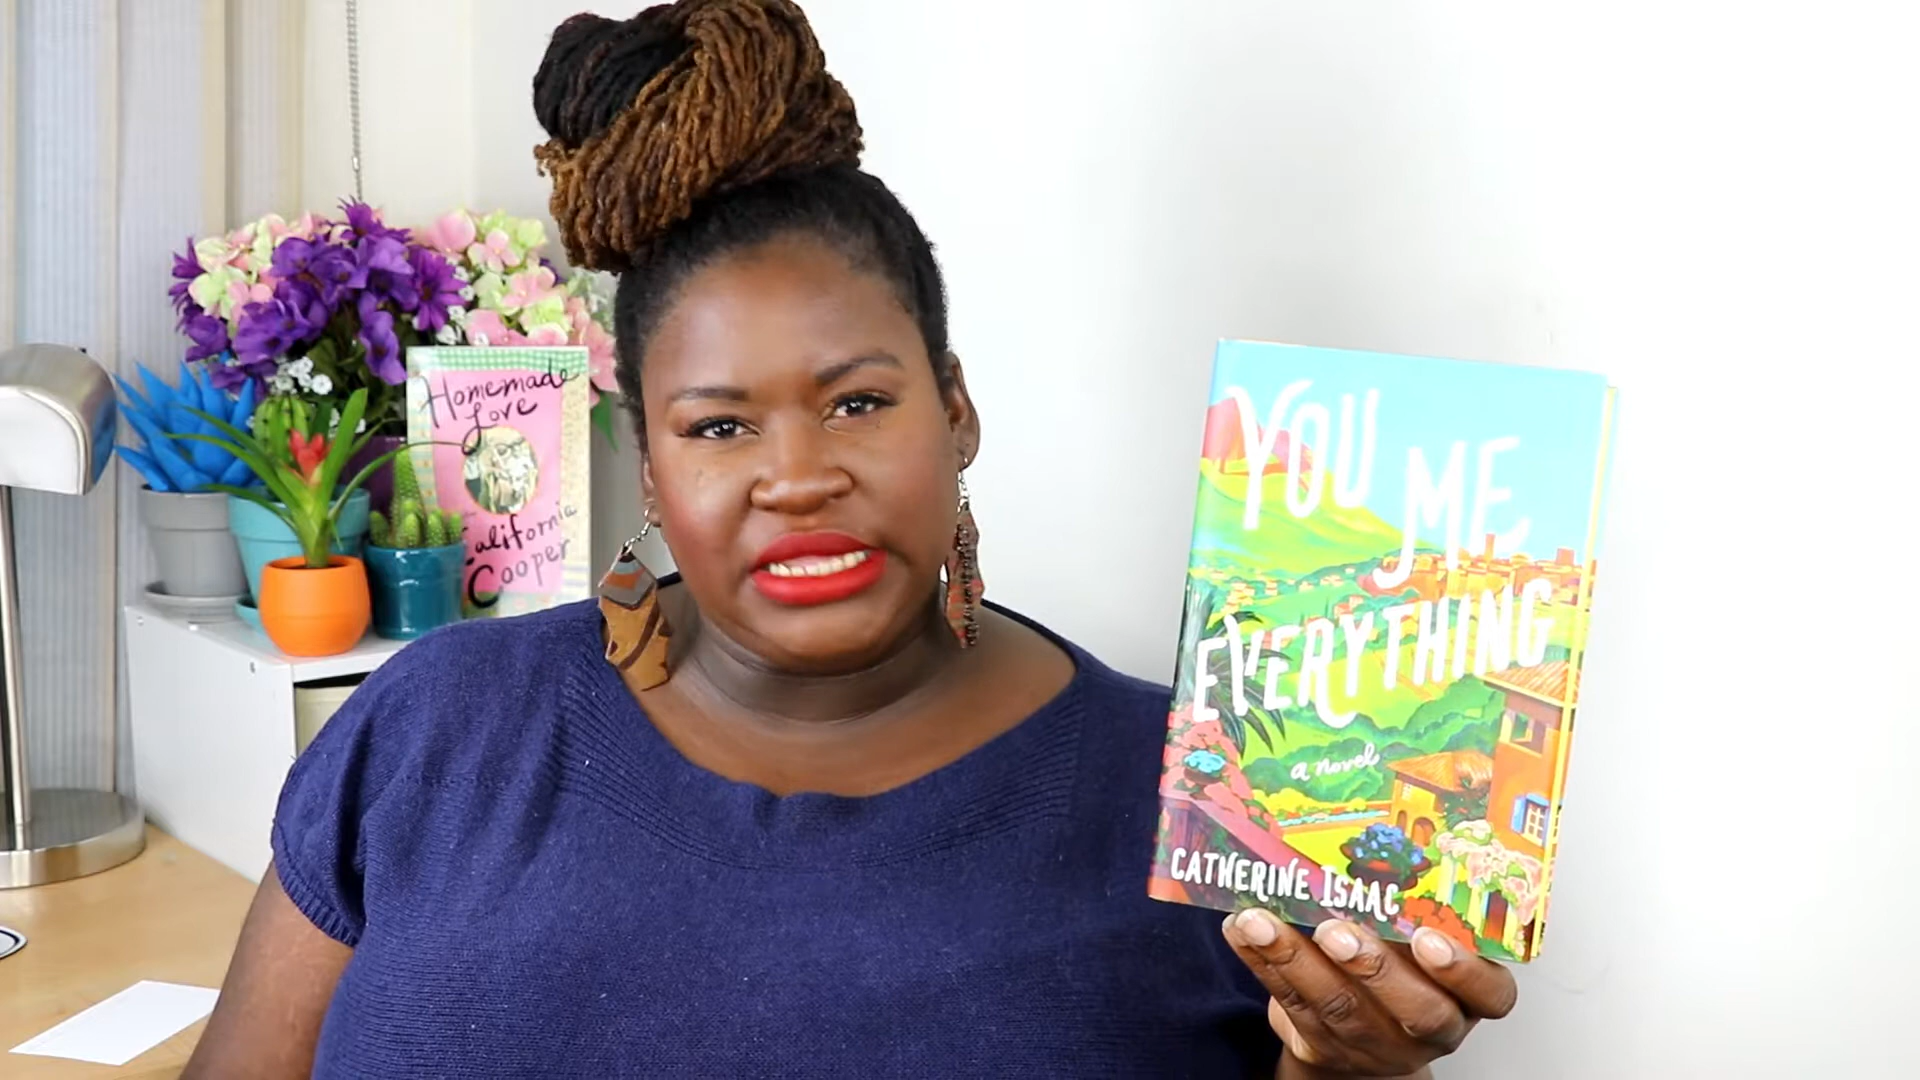 Homemade
Love
California
Cooper
YOU
ME
EVERYTHING
a novel
CATHERINE ISAAC